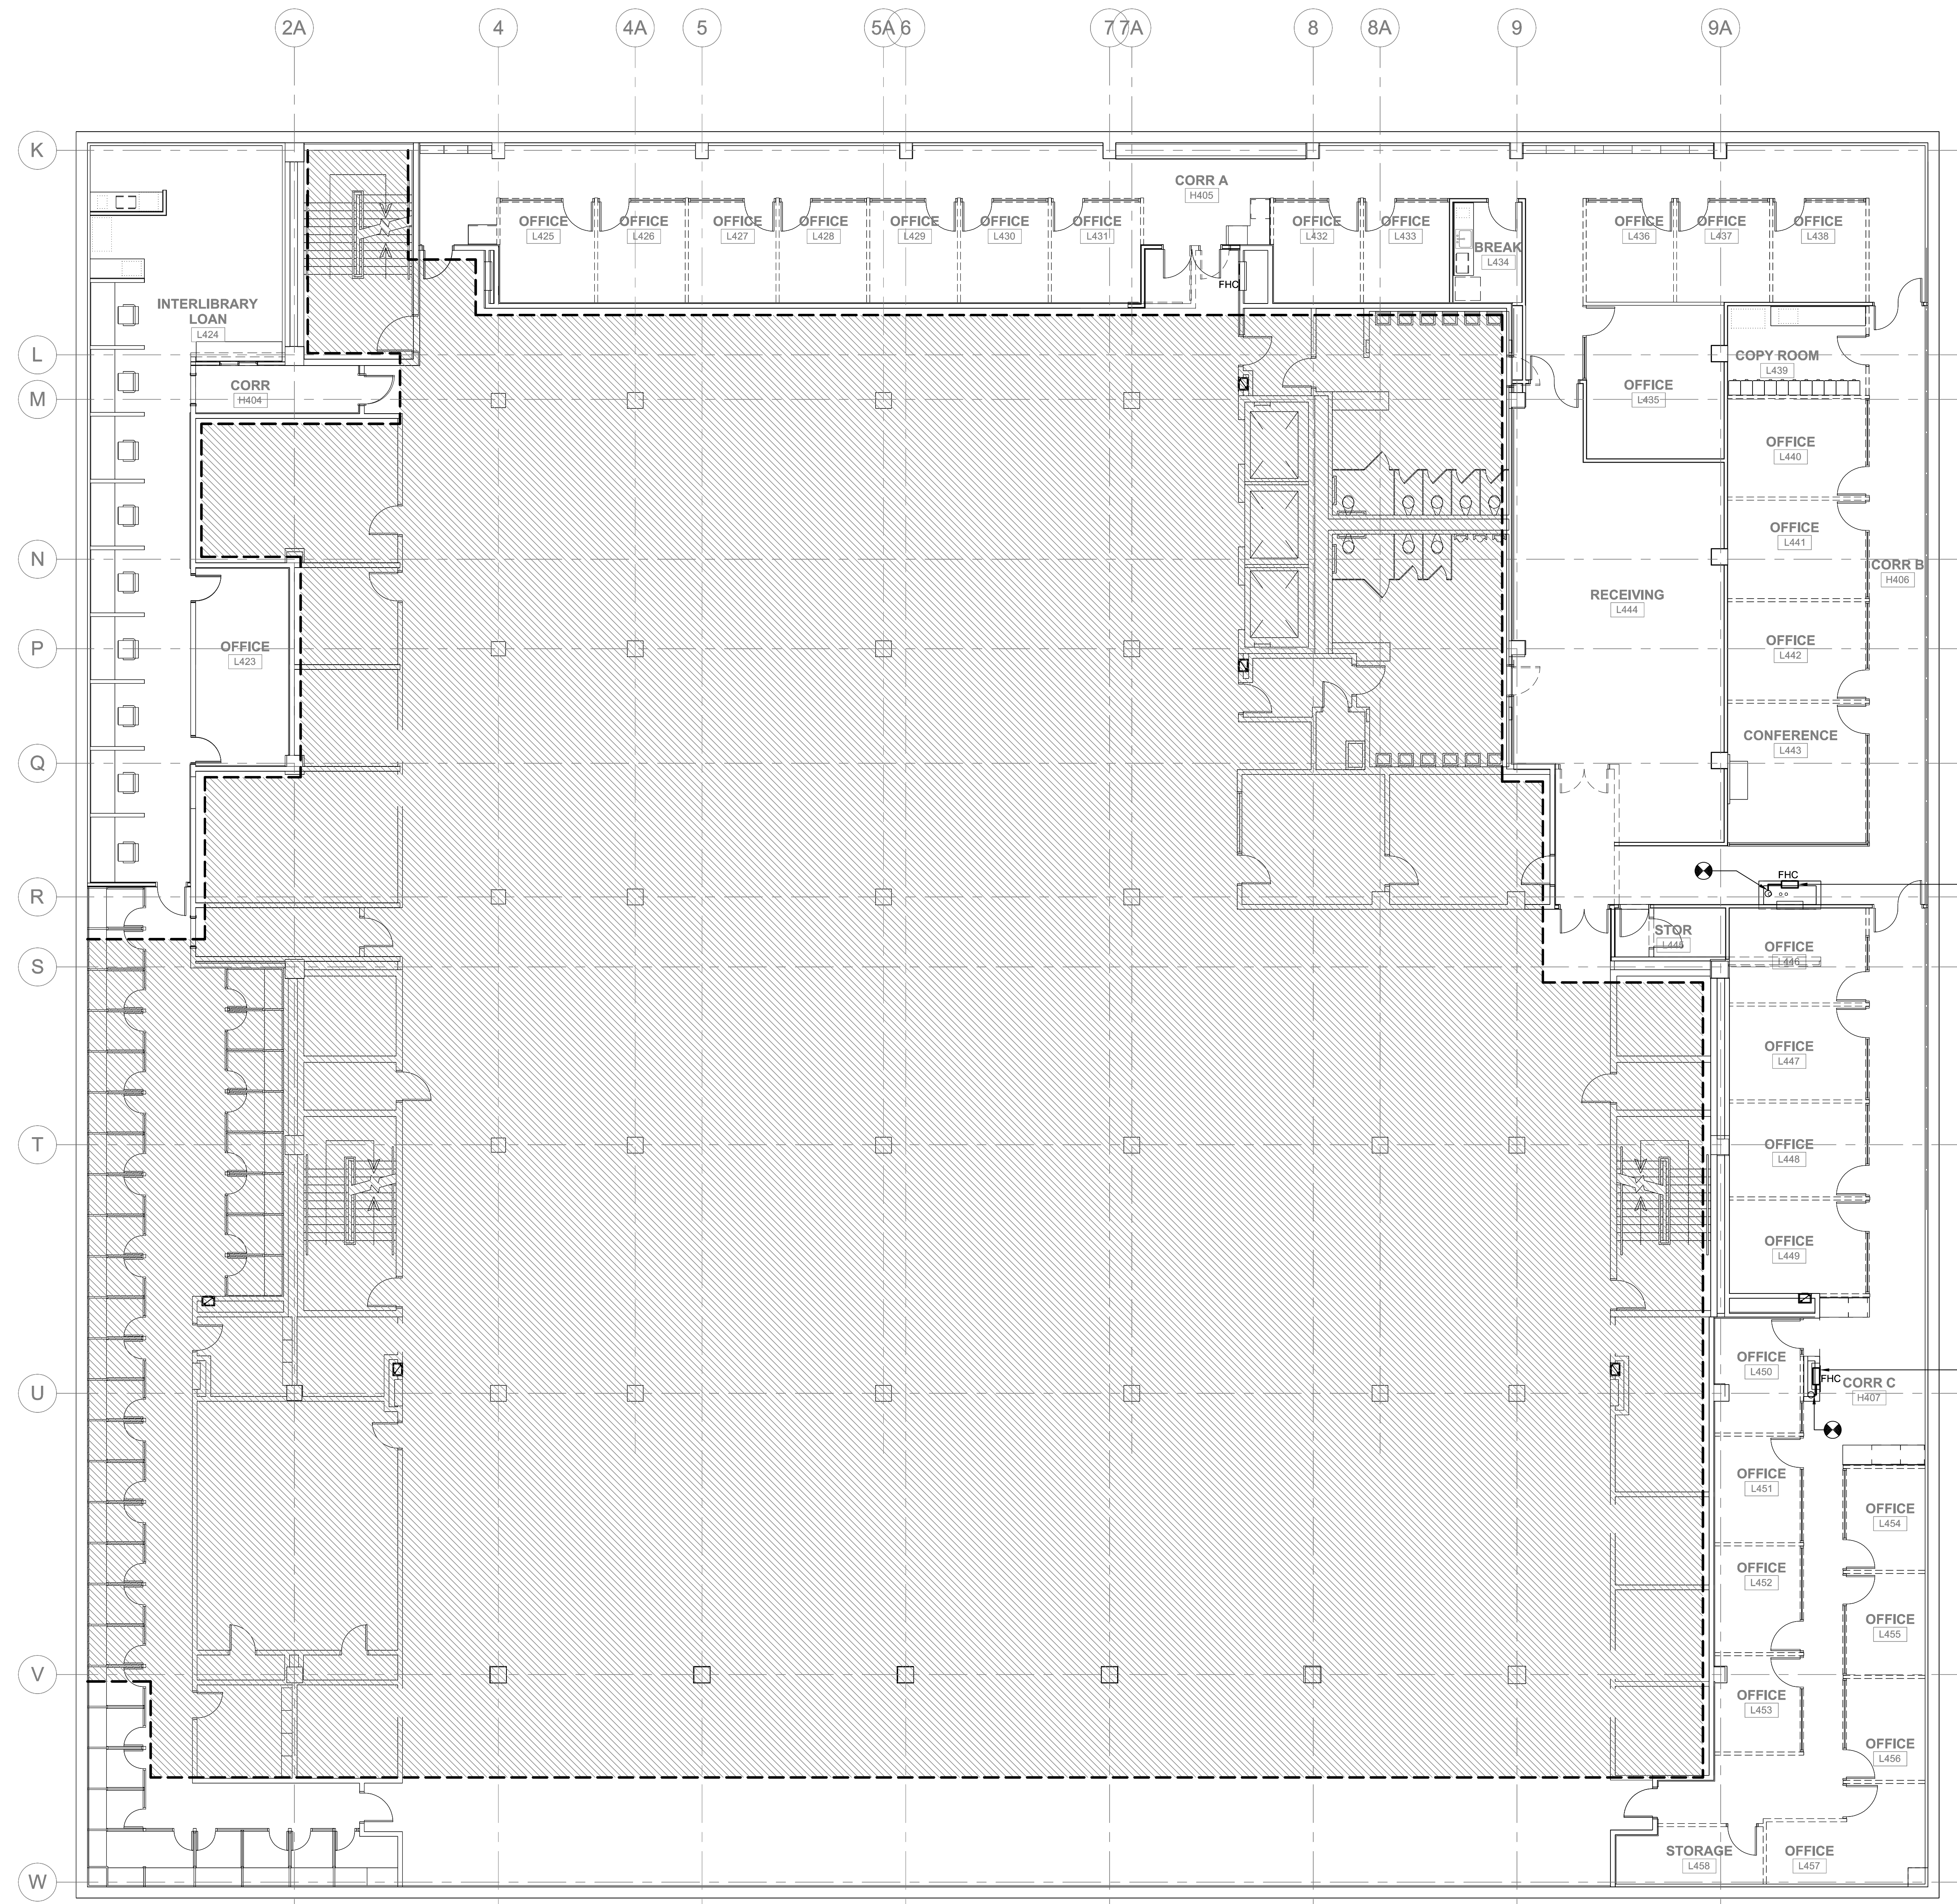 2A
4
4A
5
5A
6
7
7A
8
8A
9
9A
K
L
M
N
P
Q
R
S
T
U
V
W
CORR A
H405
OFFICE
L425
OFFICE
L426
OFFICE
L427
OFFICE
L428
OFFICE
L429
OFFICE
L430
OFFICE
L431
OFFICE
L432
OFFICE
L433
BREAK
L434
OFFICE
L436
OFFICE
L437
OFFICE
L438
FHC
INTERLIBRARY
LOAN
L424
CORR
H404
COPY ROOM
L439
OFFICE
L435
OFFICE
L440
OFFICE
L441
CORR B
H406
RECEIVING
L444
OFFICE
L423
OFFICE
L442
CONFERENCE
L443
FHC
STOR
L446
OFFICE
L446
OFFICE
L447
OFFICE
L448
OFFICE
L449
OFFICE
L450
FHC
CORR C
H407
OFFICE
L451
OFFICE
L454
OFFICE
L452
OFFICE
L455
OFFICE
L453
OFFICE
L456
STORAGE
L458
OFFICE
L457